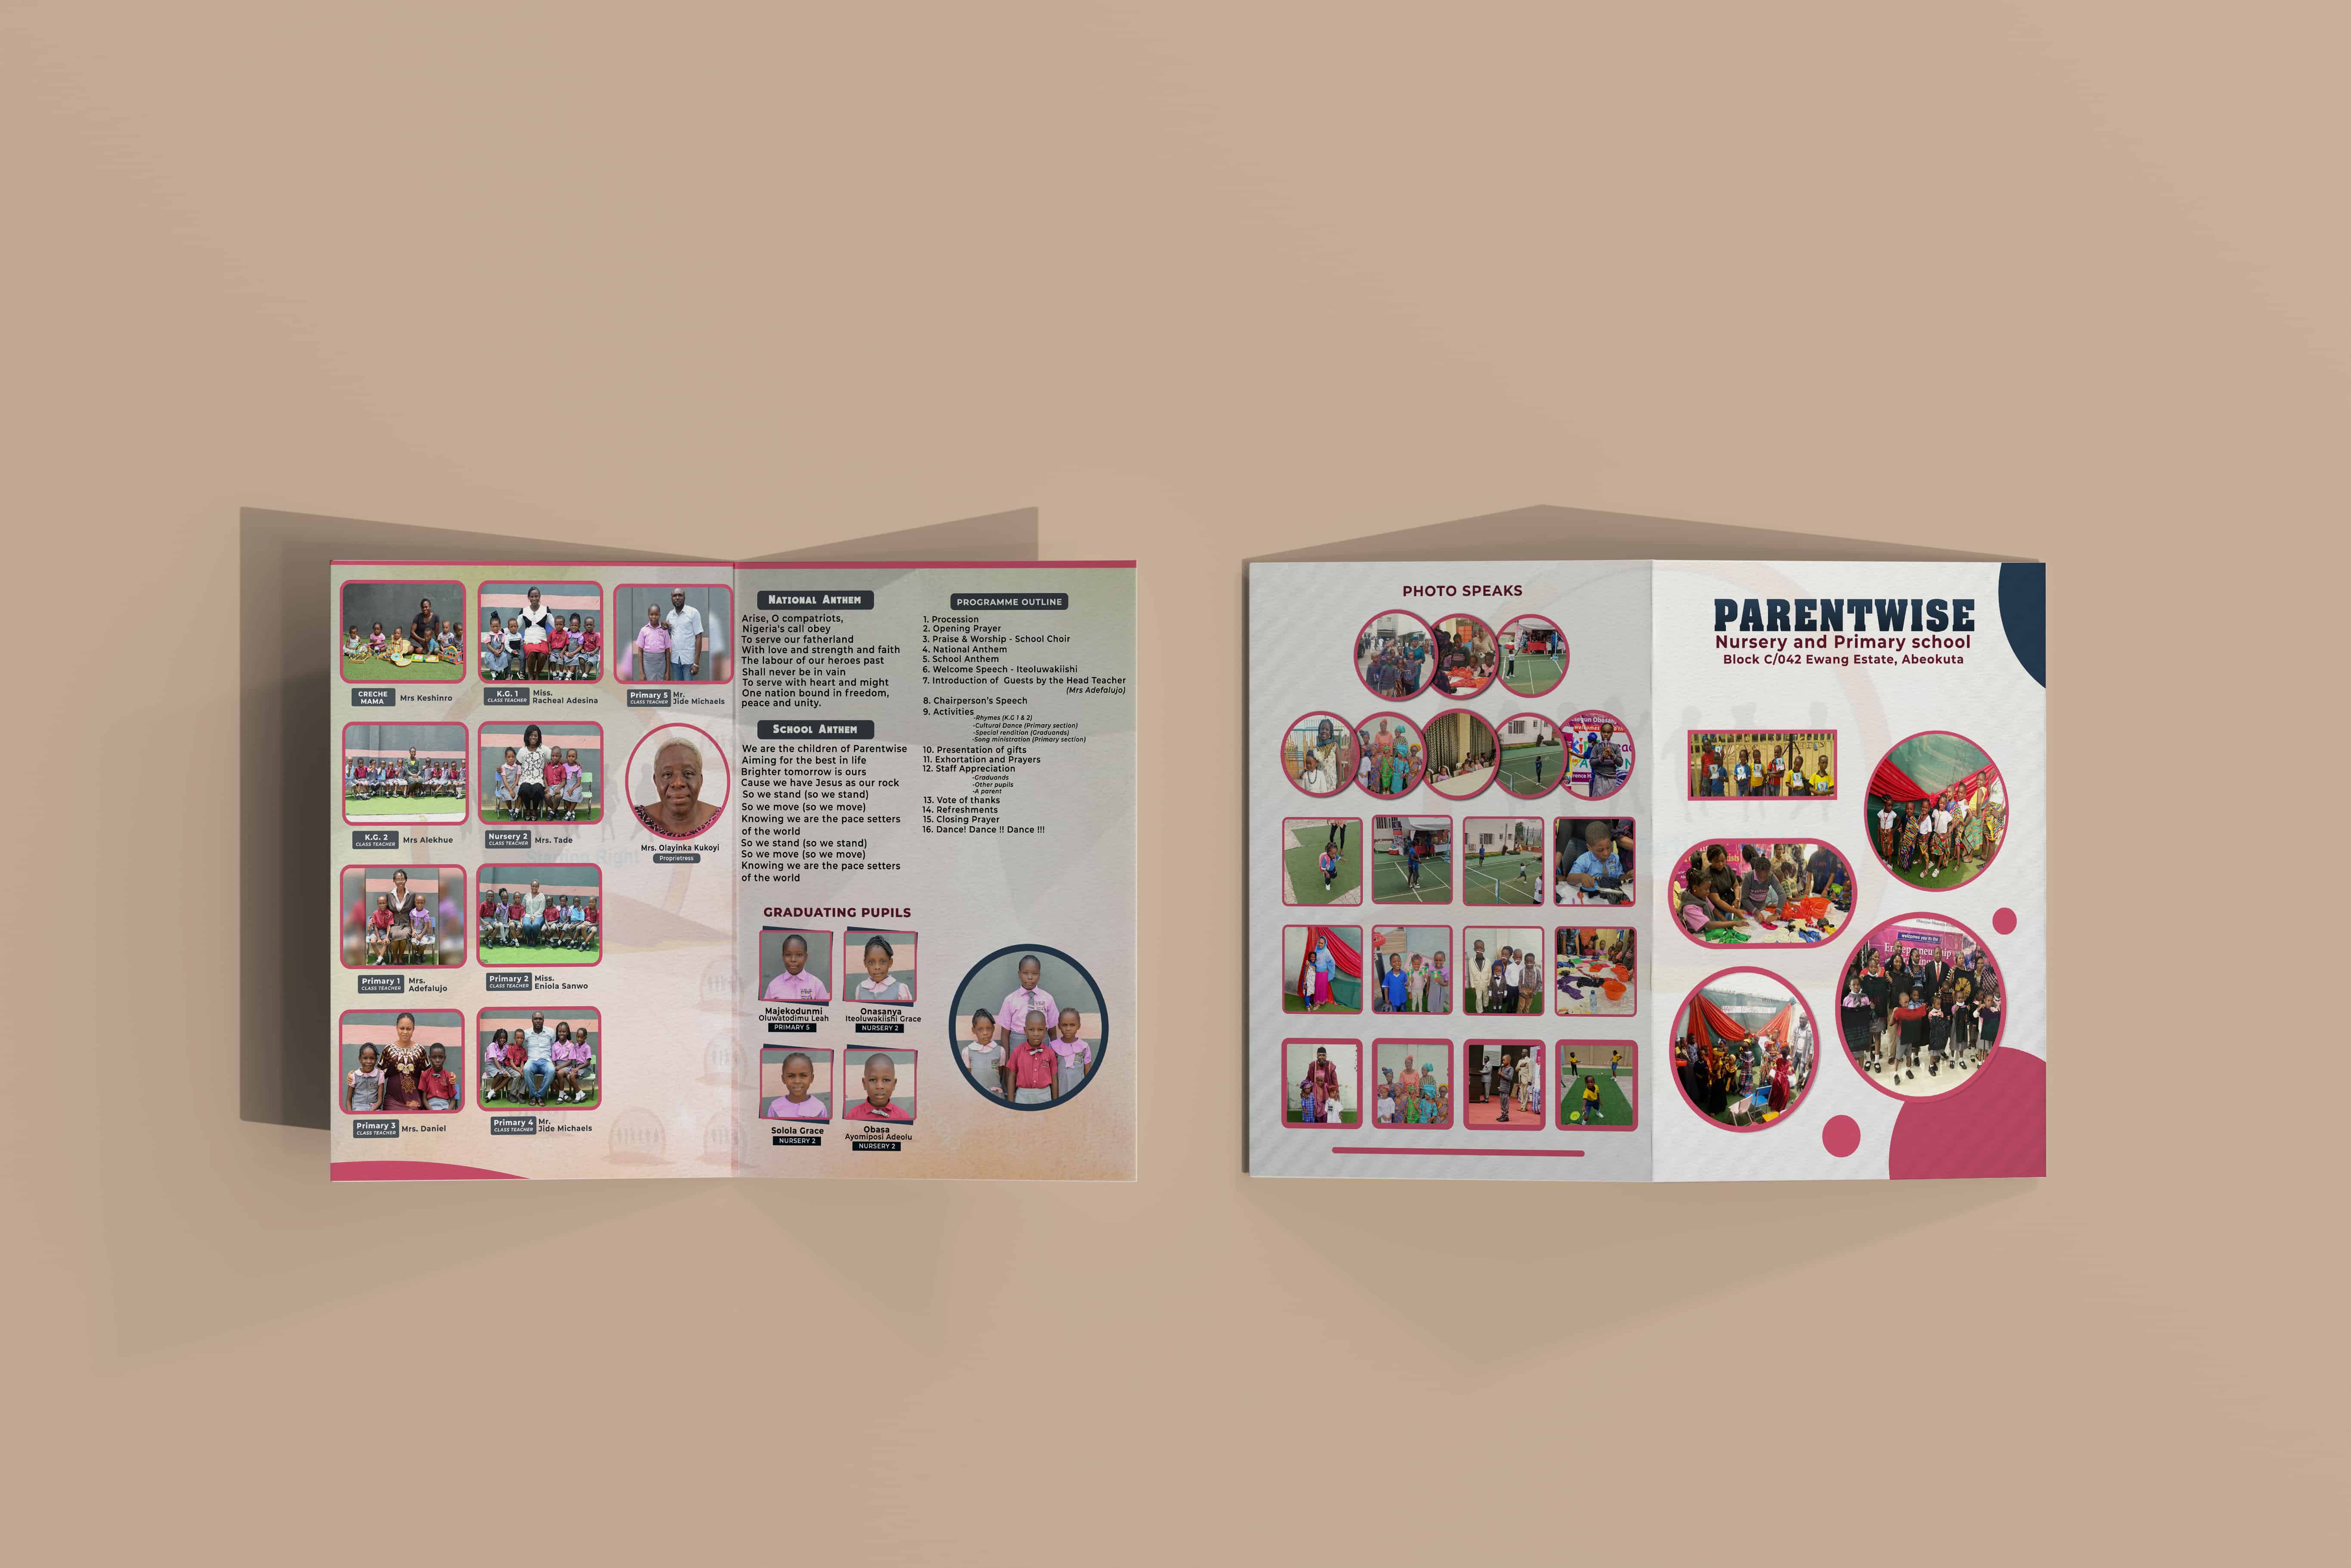 CRECHE
MAMA
Mrs Keshinro
K.G. 1
CLASS TEACHER
Miss.
Racheal Adesina
Primary 5
CLASS TEACHER
Mr.
Jide Michaels
K.G. 2
CLASS TEACHER
Mrs Alekhue
Nursery 2
CLASS TEACHER
Mrs. Tade
Mrs. Olayinka Kukoyi
Proprietress
Starting Right
Primary 1
CLASS TEACHER
Mrs.
Adefalujo
Primary 2
CLASS TEACHER
Miss.
Eniola Sanwo
Primary 3
CLASS TEACHER
Mrs. Daniel
Primary 4
CLASS TEACHER
Mr.
Jide Michaels
NATIONAL ANTHEM
Arise, O compatriots,
Nigeria's call obey
To serve our fatherland
With love and strength and faith
The labour of our heroes past
Shall never be in vain
To serve with heart and might
One nation bound in freedom,
peace and unity.
SCHOOL ANTHEM
We are the children of Parentwise
Aiming for the best in life
Brighter tomorrow is ours
Cause we have Jesus as our rock
So we stand (so we stand)
So we move (so we move)
Knowing we are the pace setters
of the world
So we stand (so we stand)
So we move (so we move)
Knowing we are the pace setters
of the world
PROGRAMME OUTLINE
1. Procession
2. Opening Prayer
3. Praise & Worship - School Choir
4. National Anthem
5. School Anthem
6. Welcome Speech - Iteoluwakiishi
7. Introduction of Guests by the Head Teacher
(Mrs Adefalujo)
8. Chairperson's Speech
9. Activities
-Rhymes (K.G 1 & 2)
-Cultural Dance (Primary section)
-Special rendition (Graduands)
-Song ministration (Primary section)
10. Presentation of gifts
11. Exhortation and Prayers
12. Staff Appreciation
-Graduands
-Other pupils
-A parent
13. Vote of thanks
14. Refreshments
15. Closing Prayer
16. Dance! Dance !! Dance !!!
GRADUATING PUPILS
Majekodunmi
Oluwatodimu Leah
PRIMARY 5
Onasanya
Iteoluwakiishi Grace
NURSERY 2
Solola Grace
NURSERY 2
Obasa
Ayomiposi Adeolu
NURSERY 2
PHOTO SPEAKS
PARENTWISE
Nursery and Primary school
Block C/042 Ewang Estate, Abeokuta
welcomes you to the
Entrepreneurship